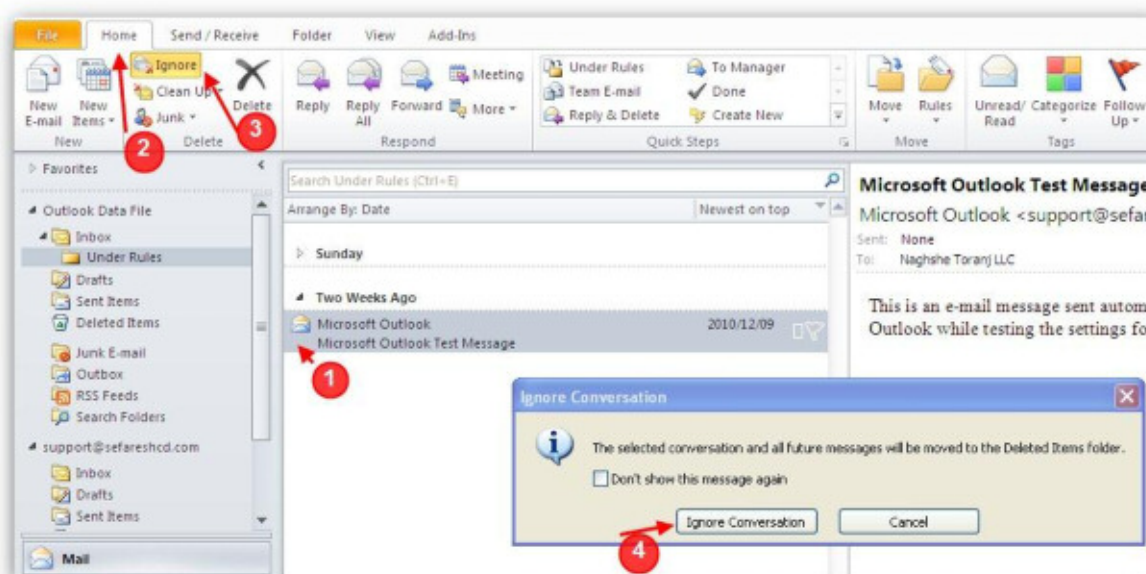 File Home Send / Receive Folder View Add-Ins
Ignore
Clean Up
Junk
New E-mail
New Items
Delete
Reply
Reply All
Forward
Meeting
More
Under Rules
Team E-mail
Reply & Delete
To Manager
Done
Create New
Move
Rules
Unread/ Read
Categorize
Follow Up
New Delete Respond Quick Steps Move Tags
2
3
Favorites
Outlook Data File
Inbox
Under Rules
Drafts
Sent Items
Deleted Items
Junk E-mail
Outbox
RSS Feeds
Search Folders
support@sefareshcd.com
Inbox
Drafts
Sent Items
Mail
Search Under Rules (Ctrl+E)
Arrange By: Date Newest on top
Sunday
Two Weeks Ago
Microsoft Outlook 2010/12/09
Microsoft Outlook Test Message
1
Microsoft Outlook Test Message
Microsoft Outlook <support@sefar
Sent: None
To: Naghshe Toranj LLC
This is an e-mail message sent autom
Outlook while testing the settings fo
Ignore Conversation
The selected conversation and all future messages will be moved to the Deleted Items folder.
Don't show this message again
Ignore Conversation Cancel
4